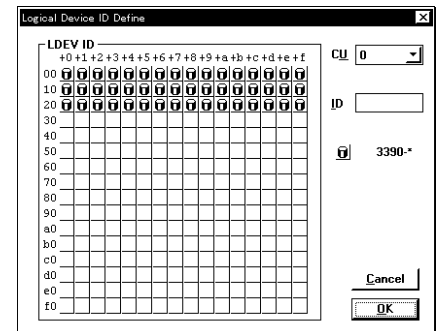 Logical Device ID Define
LDEV ID
+0 +1 +2 +3 +4 +5 +6 +7 +8 +9 +a +b +c +d +e +f
00
10
20
30
40
50
60
70
80
90
a0
b0
c0
d0
e0
f0
CU 0
ID
3390-*
Cancel
OK